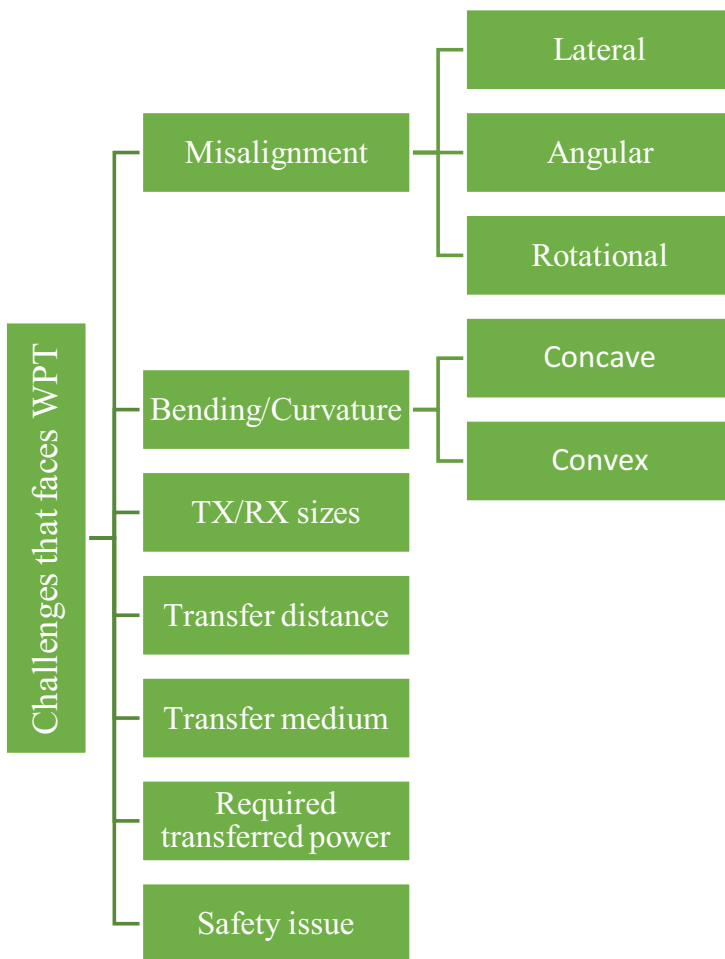 Challenges that faces WPT
Misalignment
Lateral
Angular
Rotational
Bending/Curvature
Concave
Convex
TX/RX sizes
Transfer distance
Transfer medium
Required
transferred power
Safety issue